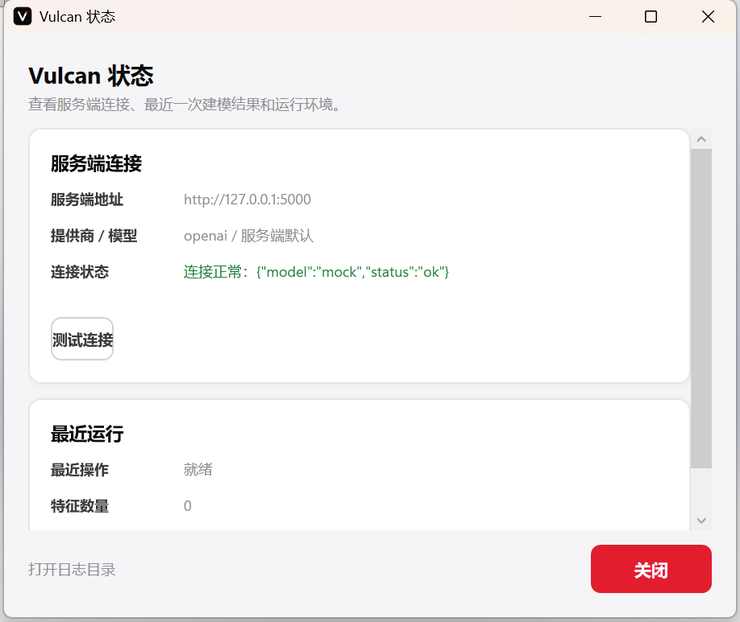 Vulcan 状态
Vulcan 状态
查看服务端连接、最近一次建模结果和运行环境。
服务端连接
服务端地址 http://127.0.0.1:5000
提供商 / 模型 openai / 服务端默认
连接状态 连接正常：{"model":"mock","status":"ok"}
测试连接
最近运行
最近操作 就绪
特征数量 0
打开日志目录 关闭